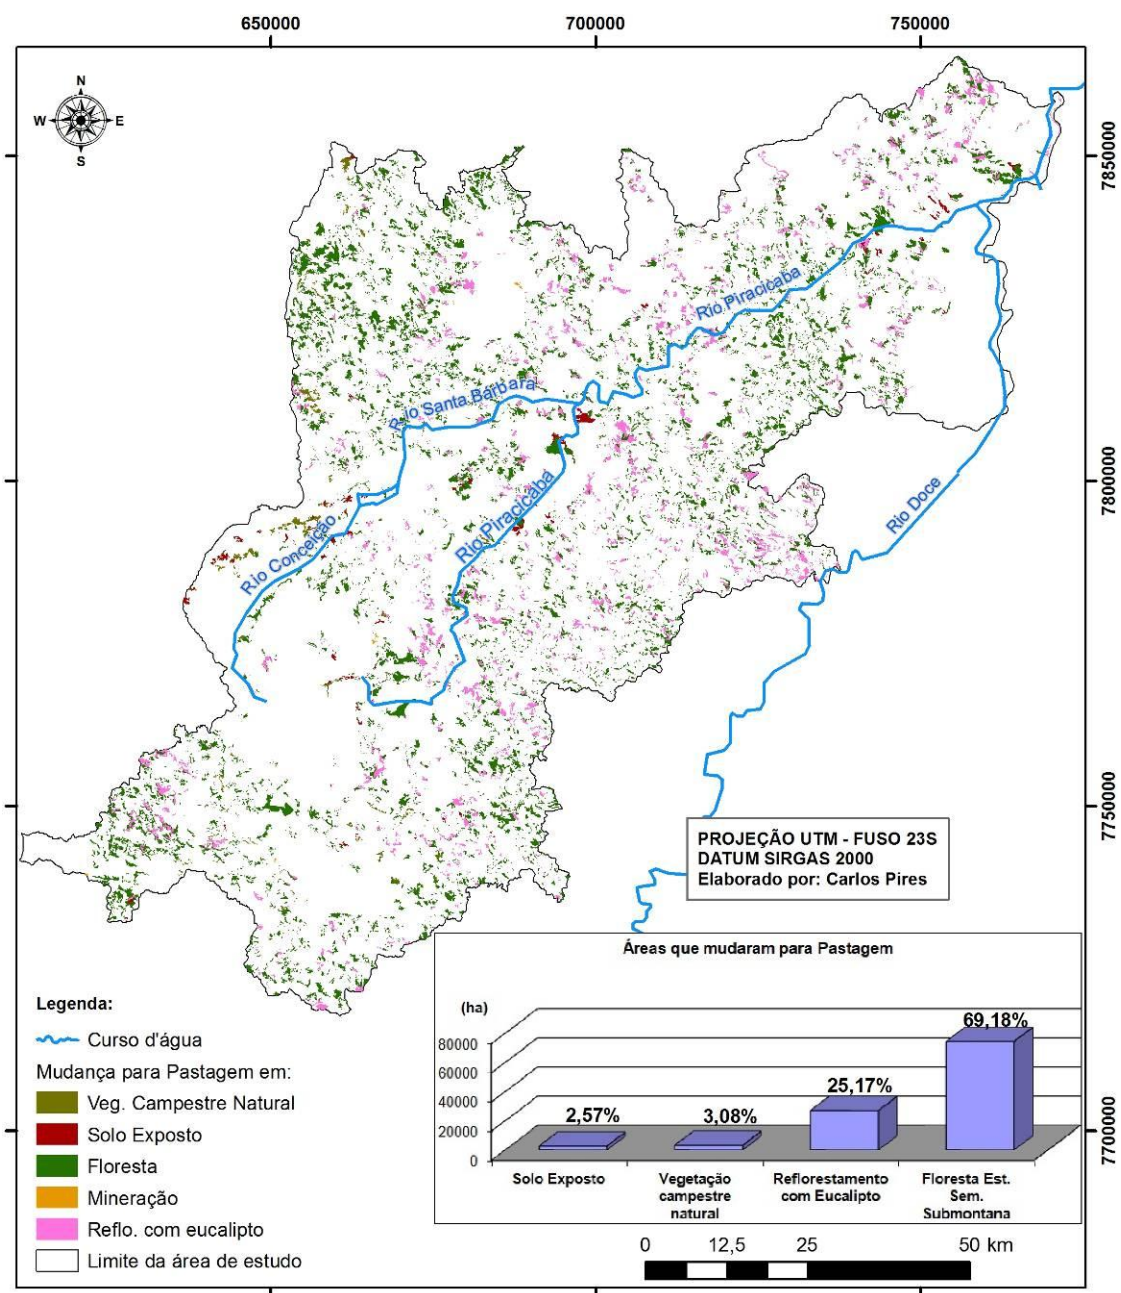 650000
700000
750000
N
W
E
S
7850000
7800000
7750000
7700000
Rio Piracicaba
Rio Santa Bárbara
Rio Piracicaba
Rio Conceição
Rio Doce
PROJEÇÃO UTM - FUSO 23S
DATUM SIRGAS 2000
Elaborado por: Carlos Pires
Áreas que mudaram para Pastagem
(ha)
80000
60000
40000
20000
0
2,57%
3,08%
25,17%
69,18%
Solo Exposto
Vegetação
campestre
natural
Reflorestamento
com Eucalipto
Floresta Est.
Sem.
Submontana
Legenda:
Curso d'água
Mudança para Pastagem em:
Veg. Campestre Natural
Solo Exposto
Floresta
Mineração
Reflo. com eucalipto
Limite da área de estudo
0 12,5 25 50 km